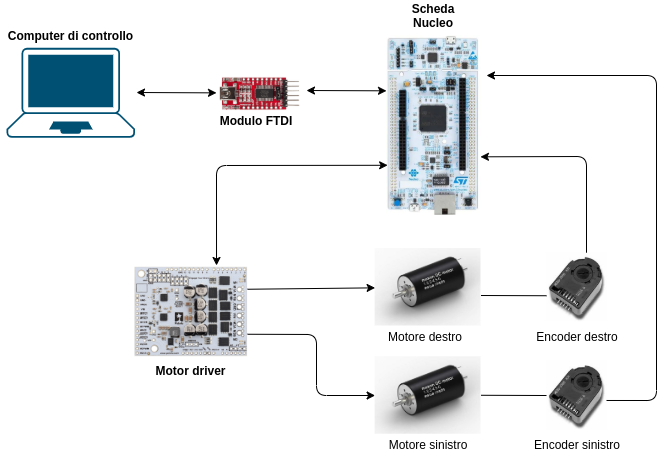 Scheda
Nucleo
Computer di controllo
Modulo FTDI
Motore destro
Encoder destro
Motor driver
Motore sinistro
Encoder sinistro